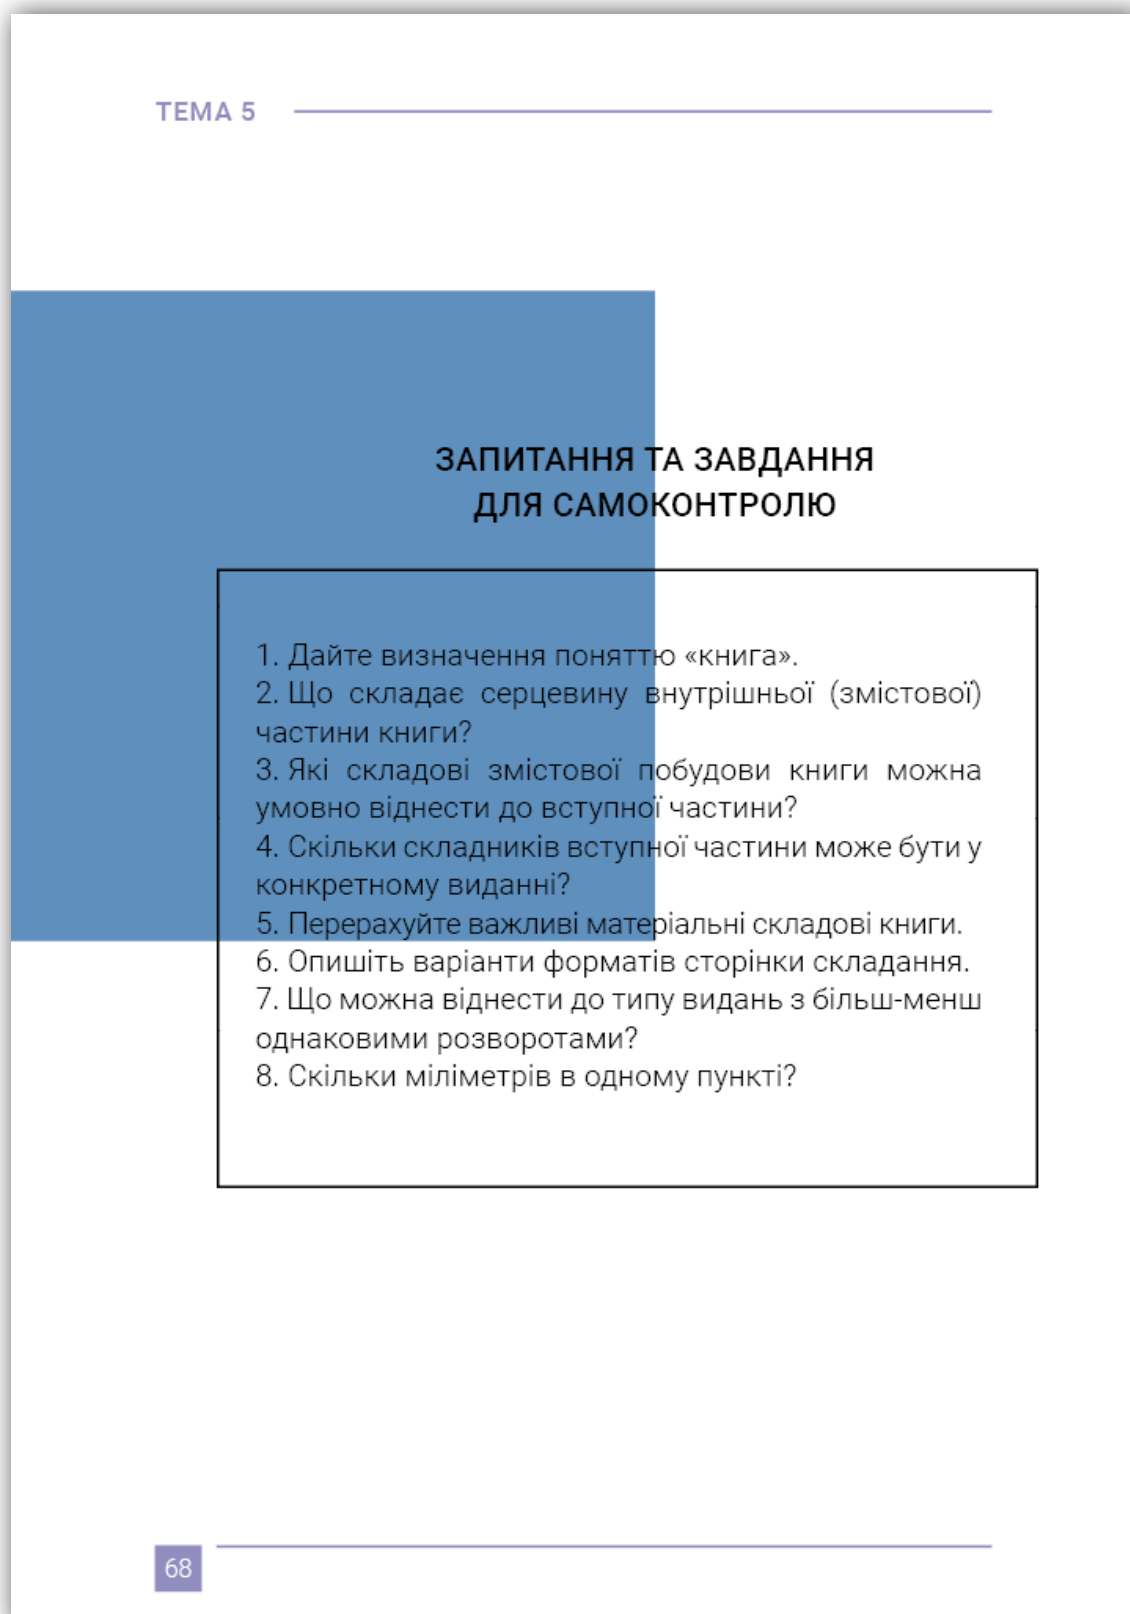 ТЕМА 5
ЗАПИТАННЯ ТА ЗАВДАННЯ
ДЛЯ САМОКОНТРОЛЮ
1. Дайте визначення поняттю «книга».
2. Що складає серцевину внутрішньої (змістової)
частини книги?
3. Які складові змістової побудови книги можна
умовно віднести до вступної частини?
4. Скільки складників вступної частини може бути у
конкретному виданні?
5. Перерахуйте важливі матеріальні складові книги.
6. Опишіть варіанти форматів сторінки складання.
7. Що можна віднести до типу видань з більш-менш
однаковими розворотами?
8. Скільки міліметрів в одному пункті?
68